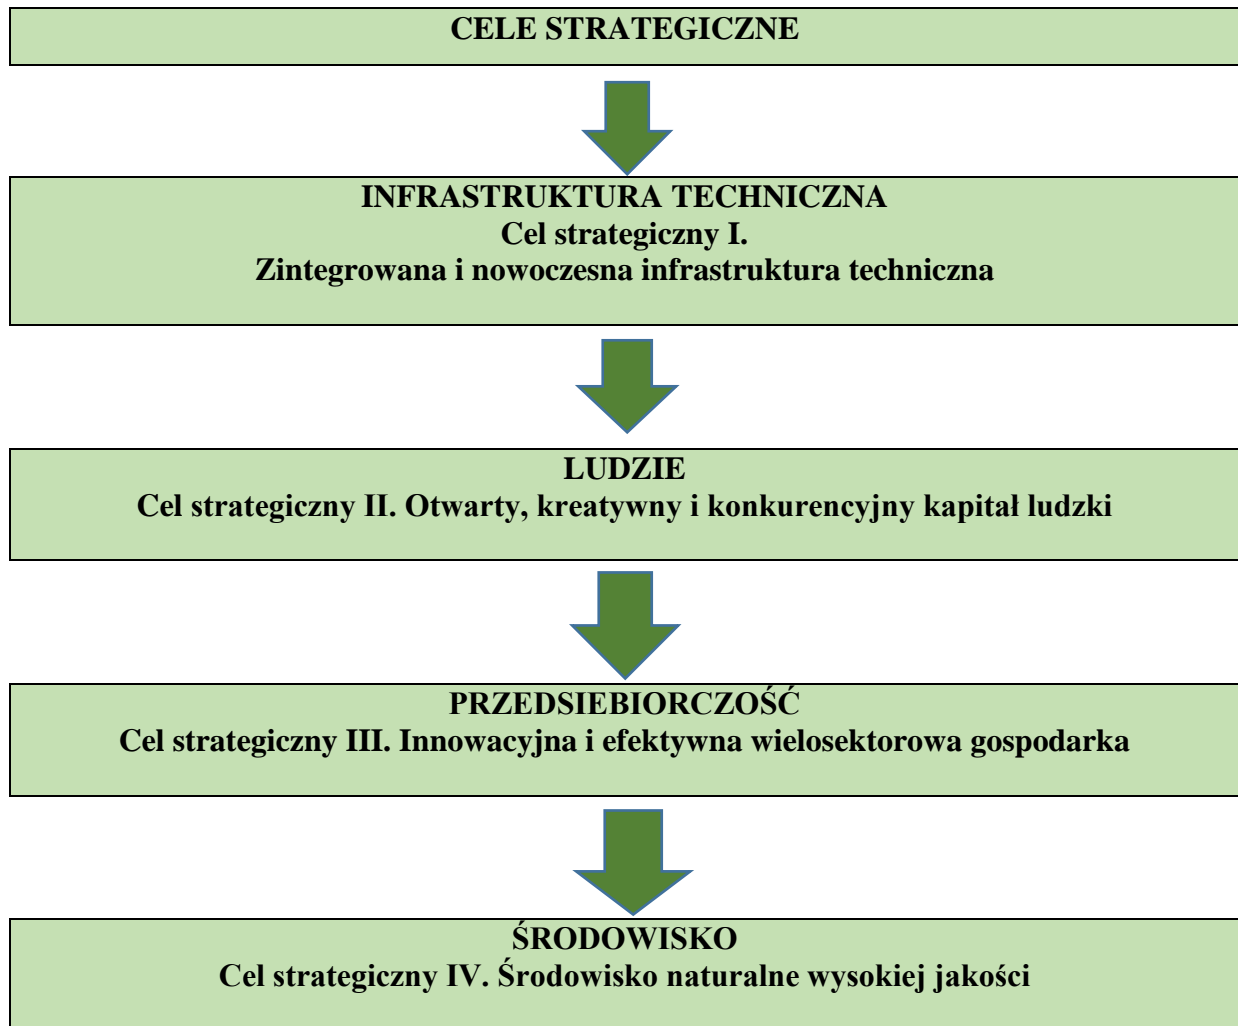 CELE STRATEGICZNE
INFRASTRUKTURA TECHNICZNA
Cel strategiczny I.
Zintegrowana i nowoczesna infrastruktura techniczna
LUDZIE
Cel strategiczny II. Otwarty, kreatywny i konkurencyjny kapitał ludzki
PRZEDSIEBIORCZOŚĆ
Cel strategiczny III. Innowacyjna i efektywna wielosektorowa gospodarka
ŚRODOWISKO
Cel strategiczny IV. Środowisko naturalne wysokiej jakości